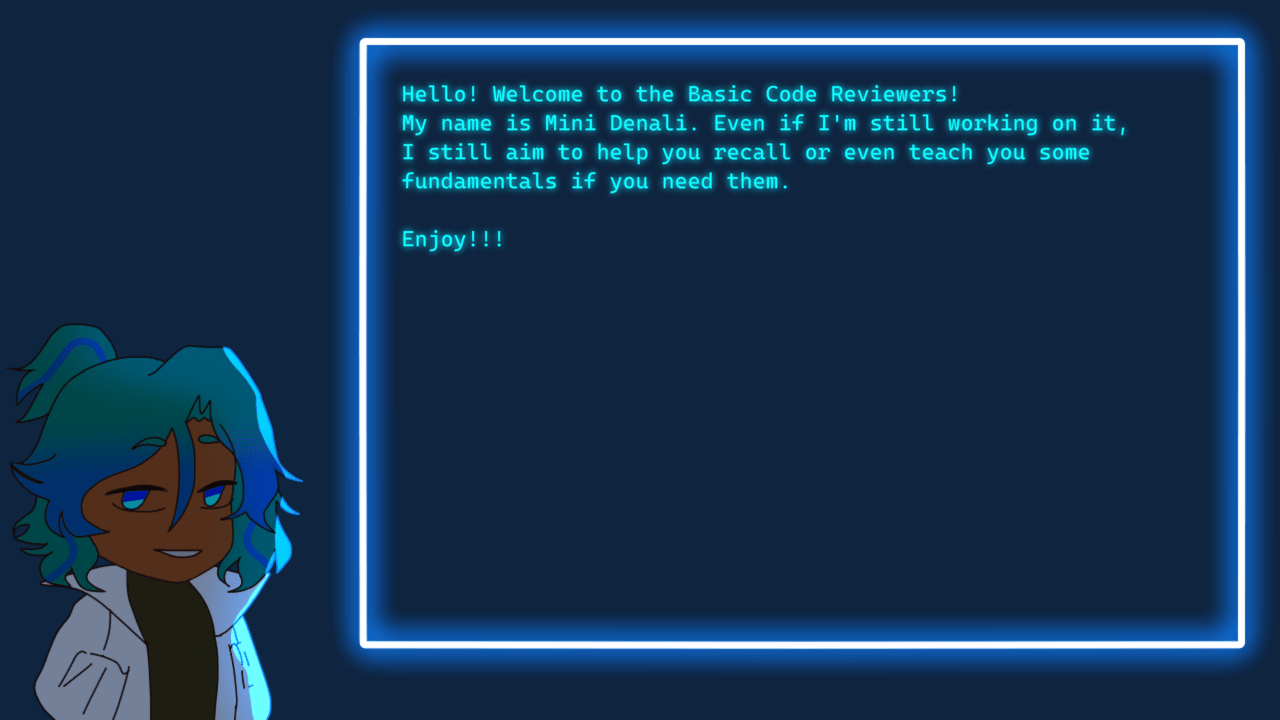 Hello! Welcome to the Basic Code Reviewers!
My name is Mini Denali. Even if I'm still working on it,
I still aim to help you recall or even teach you some
fundamentals if you need them.
Enjoy!!!